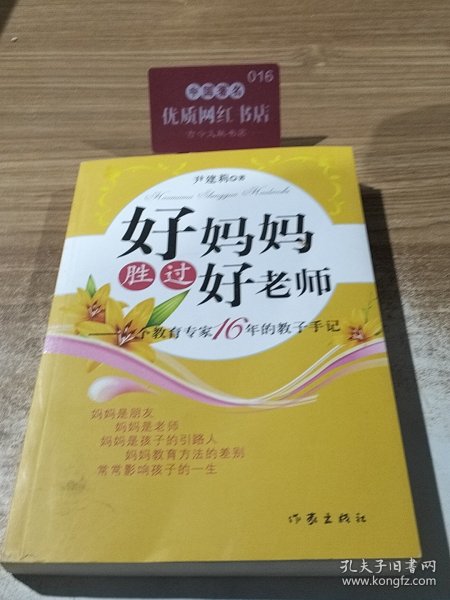 016
中国著名
优质网红书店
尹建莉◎著
好妈妈
胜过
好老师
个教育专家16年的教子手记
妈妈是朋友
妈妈是老师
妈妈是孩子的引路人
妈妈教育方法的差别
常常影响孩子的一生
作家出版社
孔夫子旧书网
www.kongfz.com